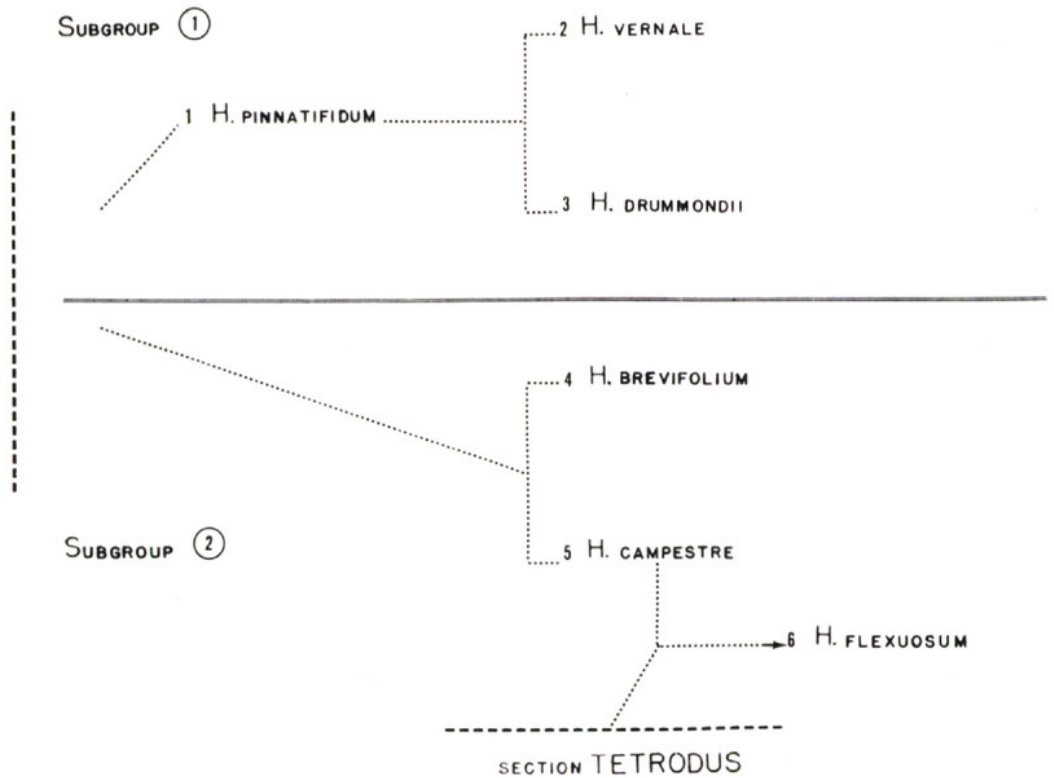 SUBGROUP 1
2 H. VERNALE
1 H. PINNATIFIDUM
3 H. DRUMMONDII
4 H. BREVIFOLIUM
SUBGROUP 2
5 H. CAMPESTRE
6 H. FLEXUOSUM
SECTION TETRODUS